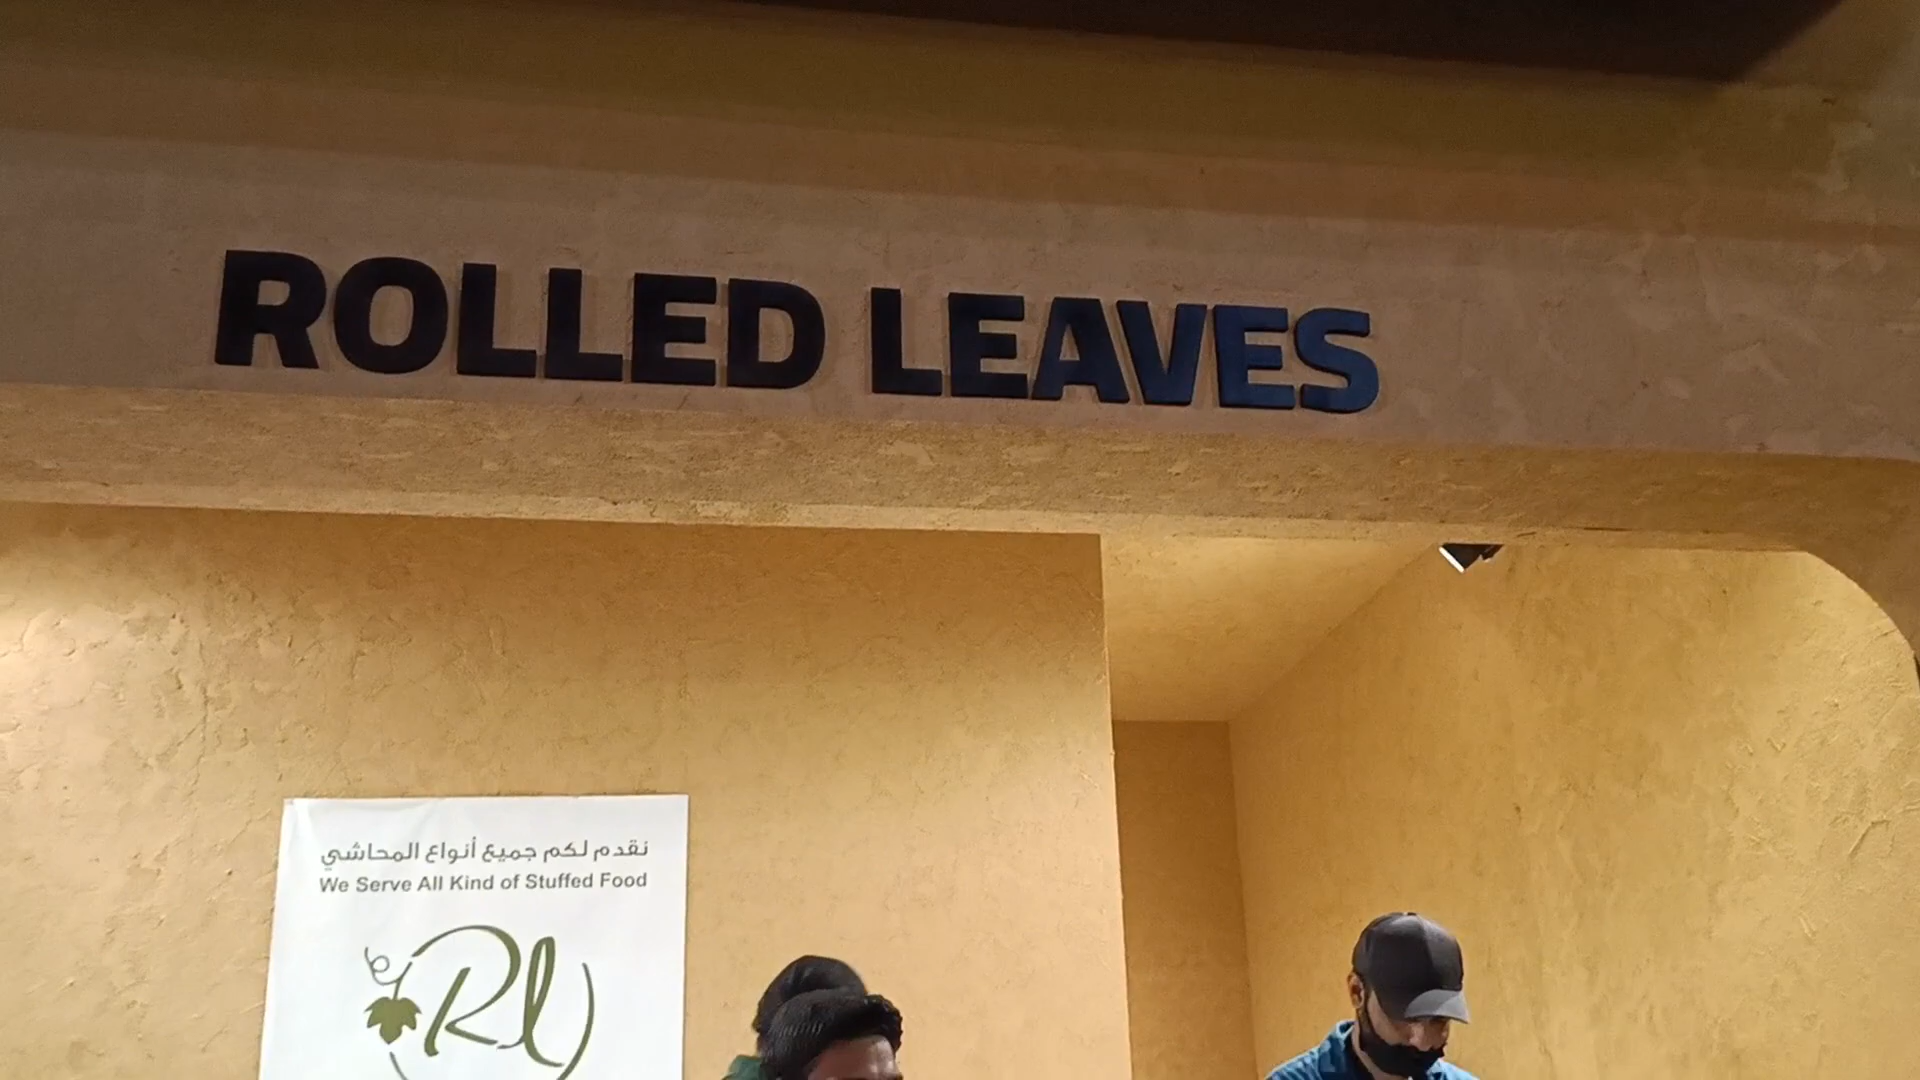 ROLLED LEAVES
نقدم لكم جميع أنواع المحاشي
We Serve All Kind of Stuffed Food
Rl